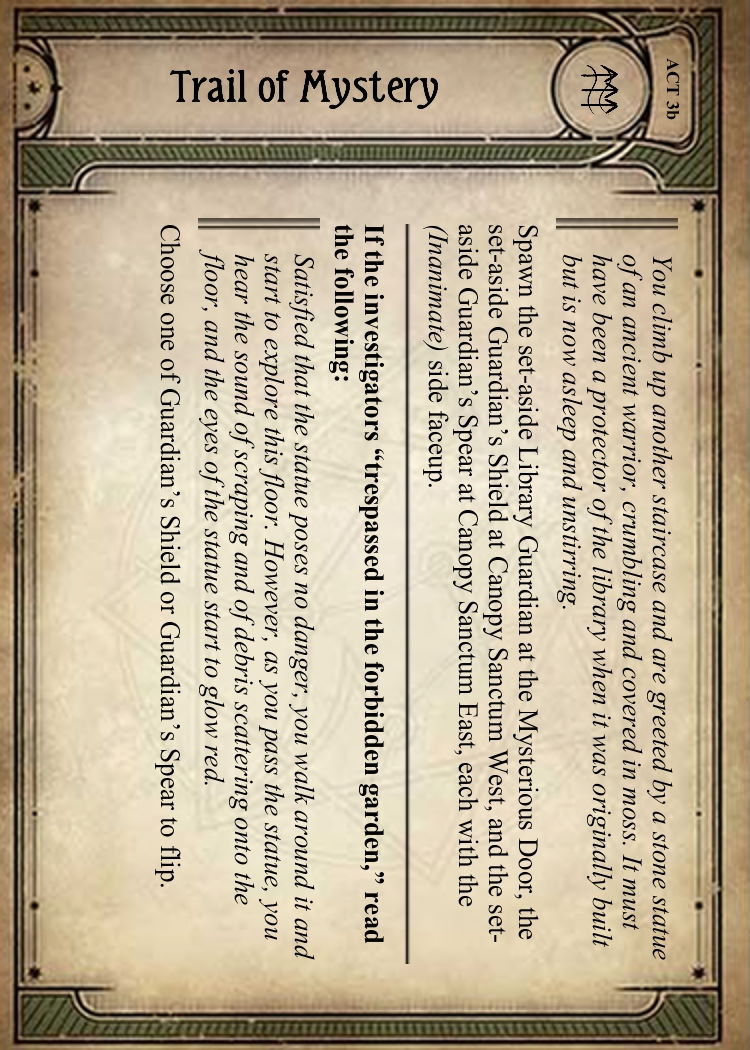 ACT 3b
Trail of Mystery
You climb up another staircase and are greeted by a stone statue
of an ancient warrior, crumbling and covered in moss. It must
have been a protector of the library when it was originally built
but is now asleep and unstirring.
Spawn the set-aside Library Guardian at the Mysterious Door, the
set-aside Guardian's Shield at Canopy Sanctum West, and the set-
aside Guardian's Spear at Canopy Sanctum East, each with the
(Inanimate) side faceup.
If the investigators “trespassed in the forbidden garden,” read
the following:
Satisfied that the statue poses no danger, you walk around it and
start to explore this floor. However, as you pass the statue, you
hear the sound of scraping and of debris scattering onto the
floor, and the eyes of the statue start to glow red.
Choose one of Guardian's Shield or Guardian's Spear to flip.